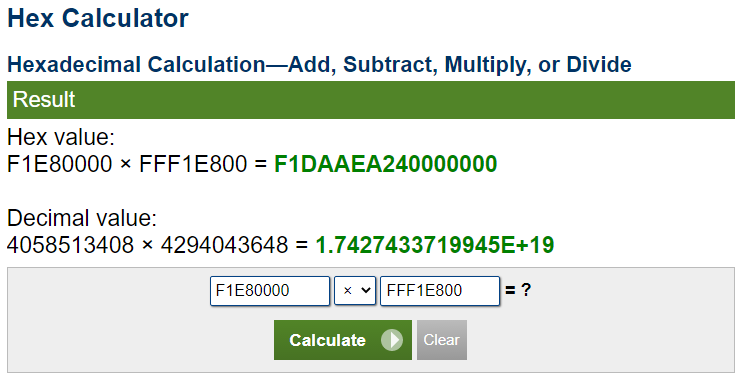 Hex Calculator
Hexadecimal Calculation—Add, Subtract, Multiply, or Divide
Result
Hex value:
F1E80000 × FFF1E800 = F1DAAEA240000000
Decimal value:
4058513408 × 4294043648 = 1.7427433719945E+19
F1E80000 × FFF1E800 = ?
Calculate Clear